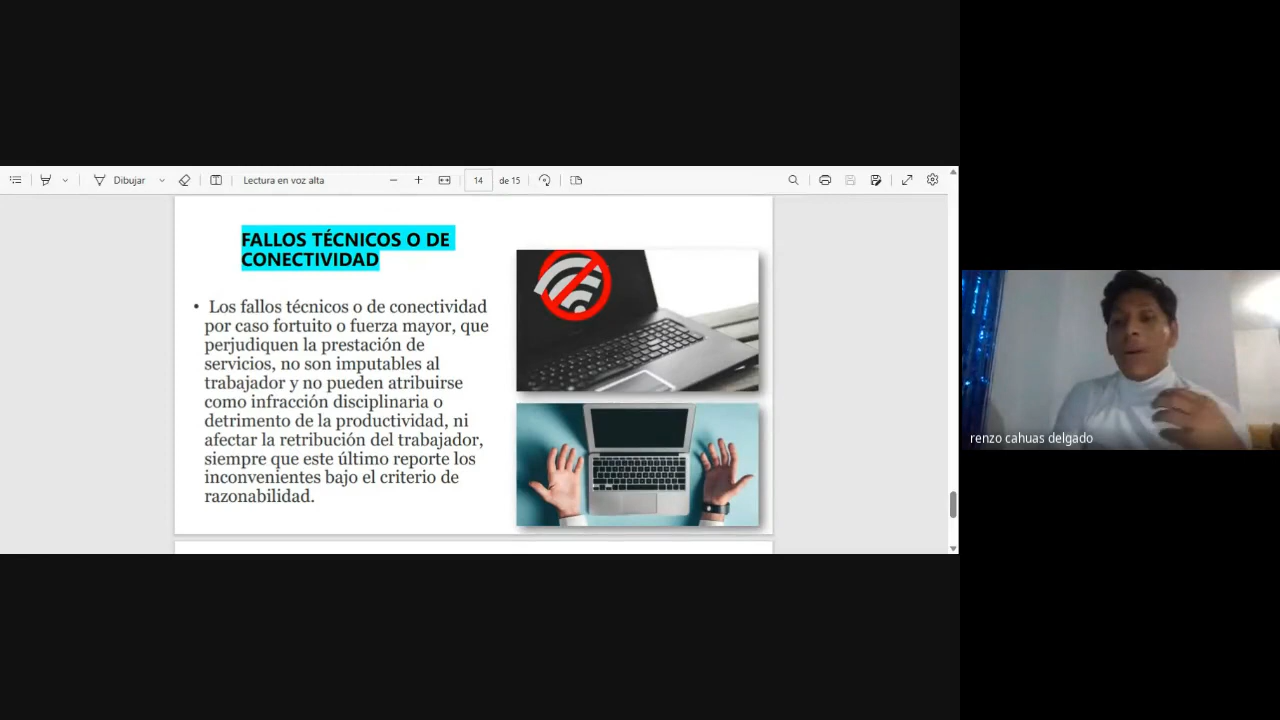 Dibujar
Lectura en voz alta
14
de 15
FALLOS TÉCNICOS O DE
CONECTIVIDAD
• Los fallos técnicos o de conectividad
por caso fortuito o fuerza mayor, que
perjudiquen la prestación de
servicios, no son imputables al
trabajador y no pueden atribuirse
como infracción disciplinaria o
detrimento de la productividad, ni
afectar la retribución del trabajador,
siempre que este último reporte los
inconvenientes bajo el criterio de
razonabilidad.
renzo cahuas delgado